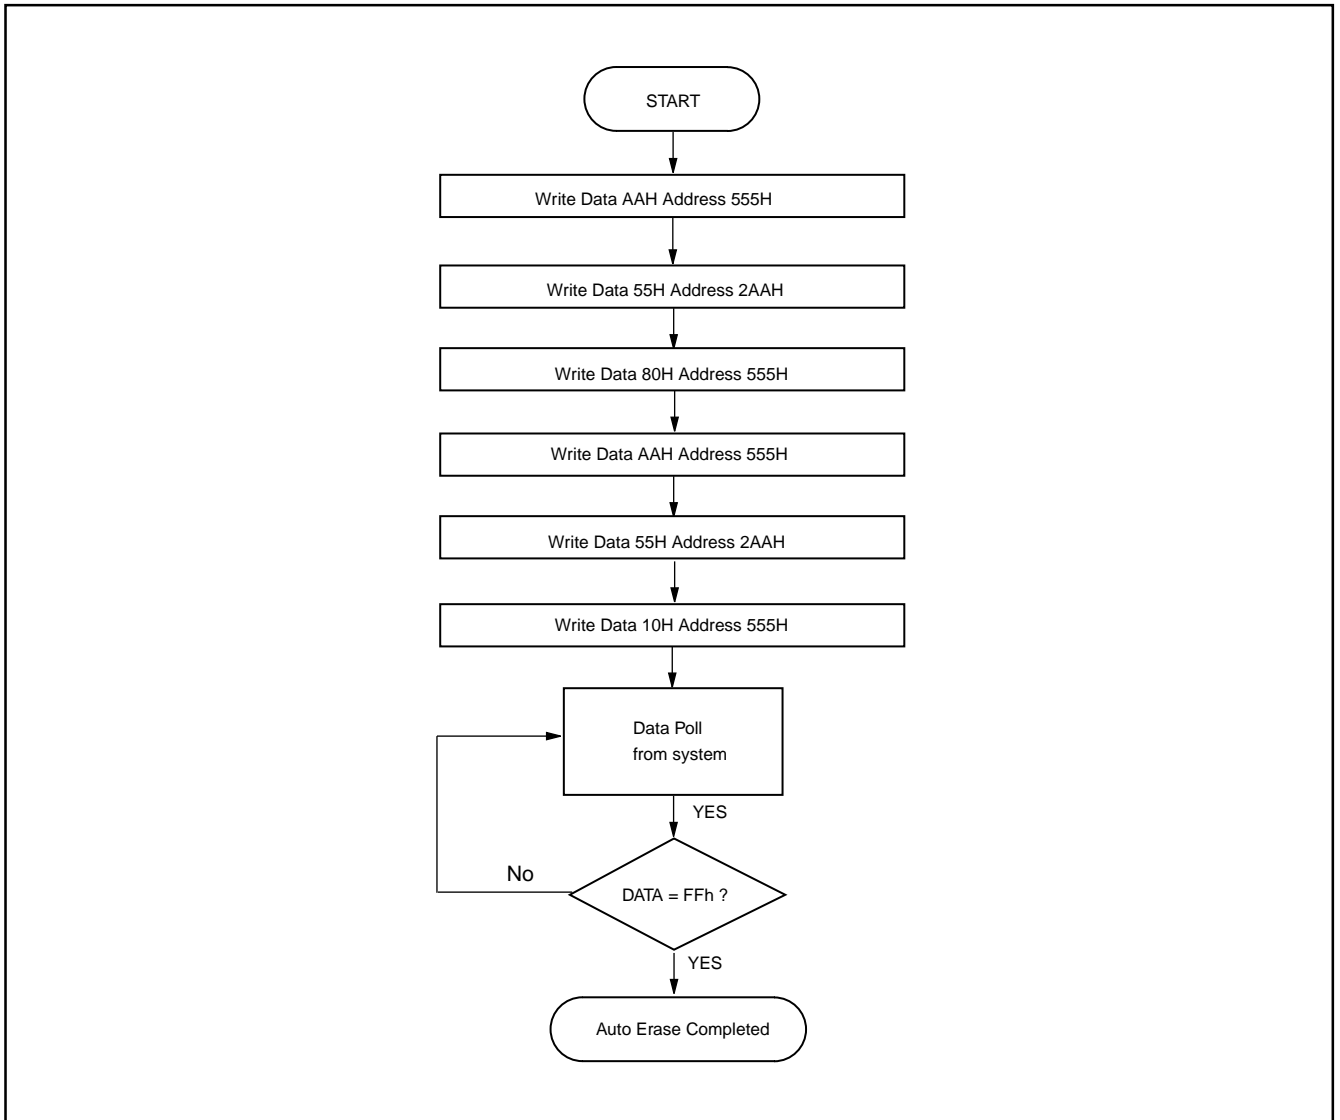 START
Write Data AAH Address 555H
Write Data 55H Address 2AAH
Write Data 80H Address 555H
Write Data AAH Address 555H
Write Data 55H Address 2AAH
Write Data 10H Address 555H
Data Poll
from system
YES
No
DATA = FFh ?
YES
Auto Erase Completed